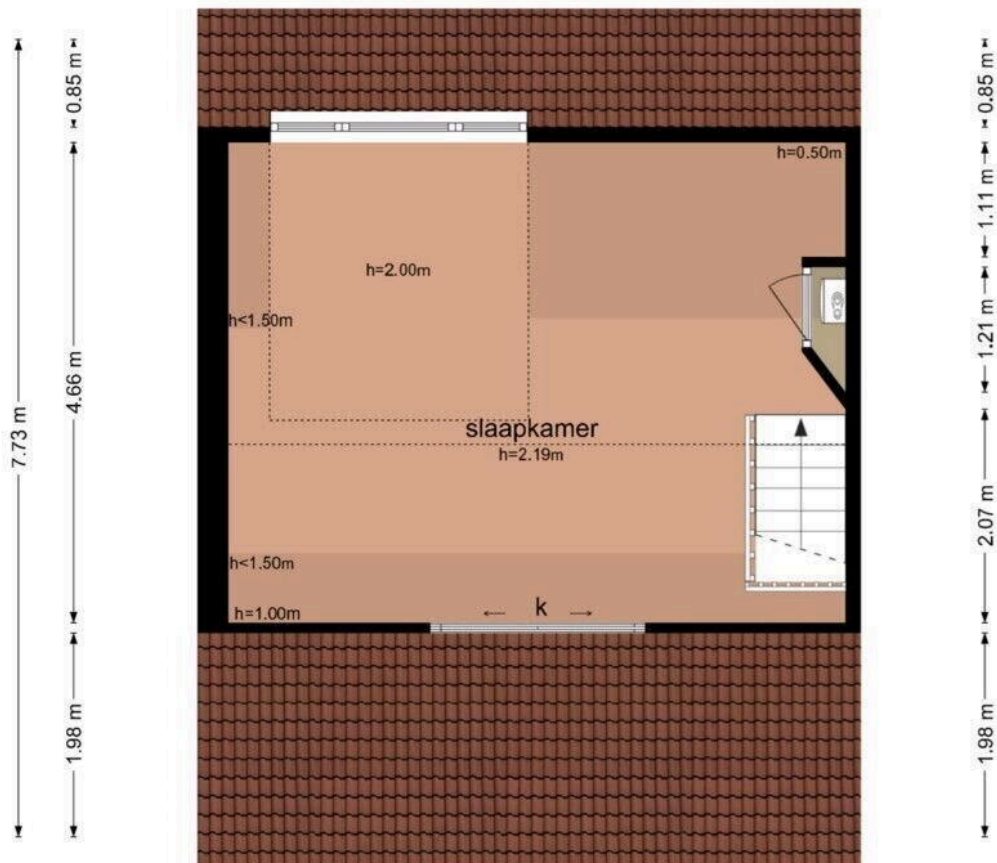 0.85 m
4.66 m
7.73 m
1.98 m
h=0.50m
h=2.00m
h<1.50m
slaapkamer
h=2.19m
h<1.50m
h=1.00m
k
0.85 m
1.11 m
1.21 m
2.07 m
1.98 m